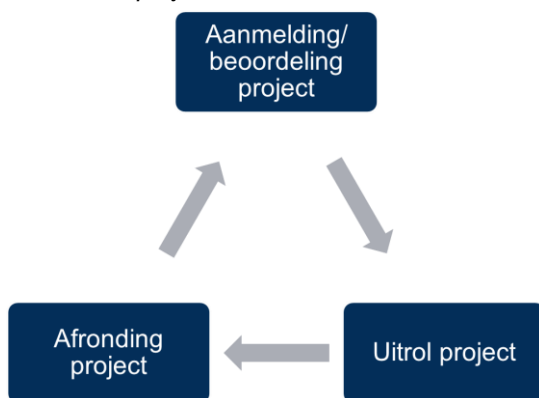 Aanmelding/
beoordeling
project
Afronding
project
Uitrol project